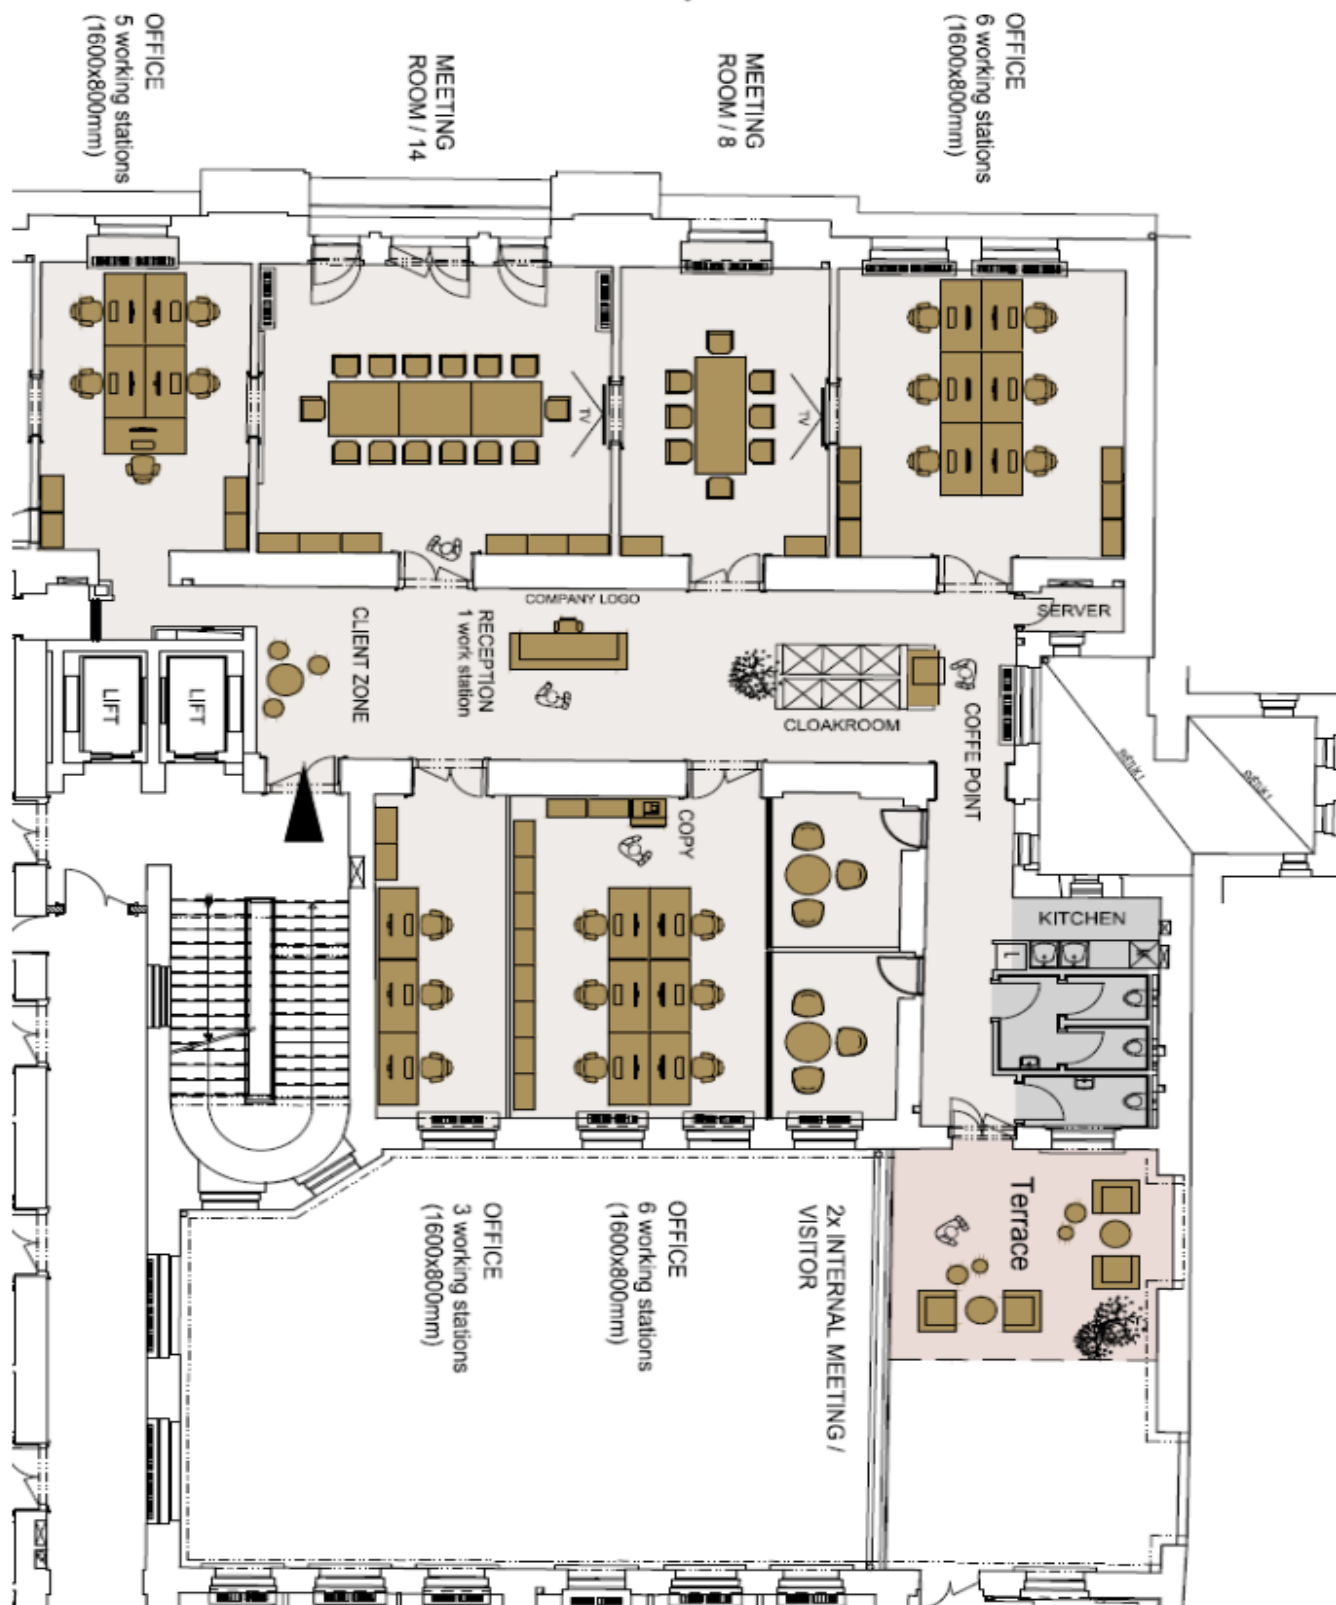 OFFICE
5 working stations
(1600x800mm)
MEETING
ROOM / 14
MEETING
ROOM / 8
OFFICE
6 working stations
(1600x800mm)
TV
TV
COMPANY LOGO
SERVER
CLIENT ZONE
RECEPTION
1 work station
LIFT
LIFT
CLOAKROOM
COFFE POINT
COPY
KITCHEN
L
OFFICE
3 working stations
(1600x800mm)
OFFICE
6 working stations
(1600x800mm)
2x INTERNAL MEETING /
VISITOR
Terrace